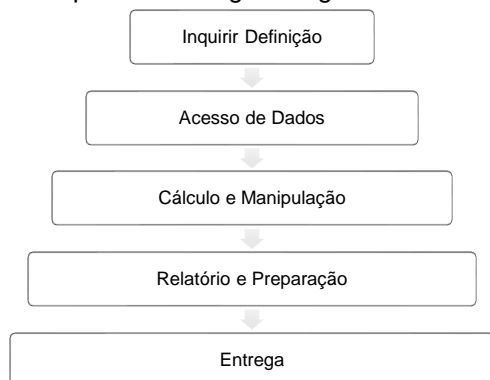 Inquirir Definição
Acesso de Dados
Cálculo e Manipulação
Relatório e Preparação
Entrega